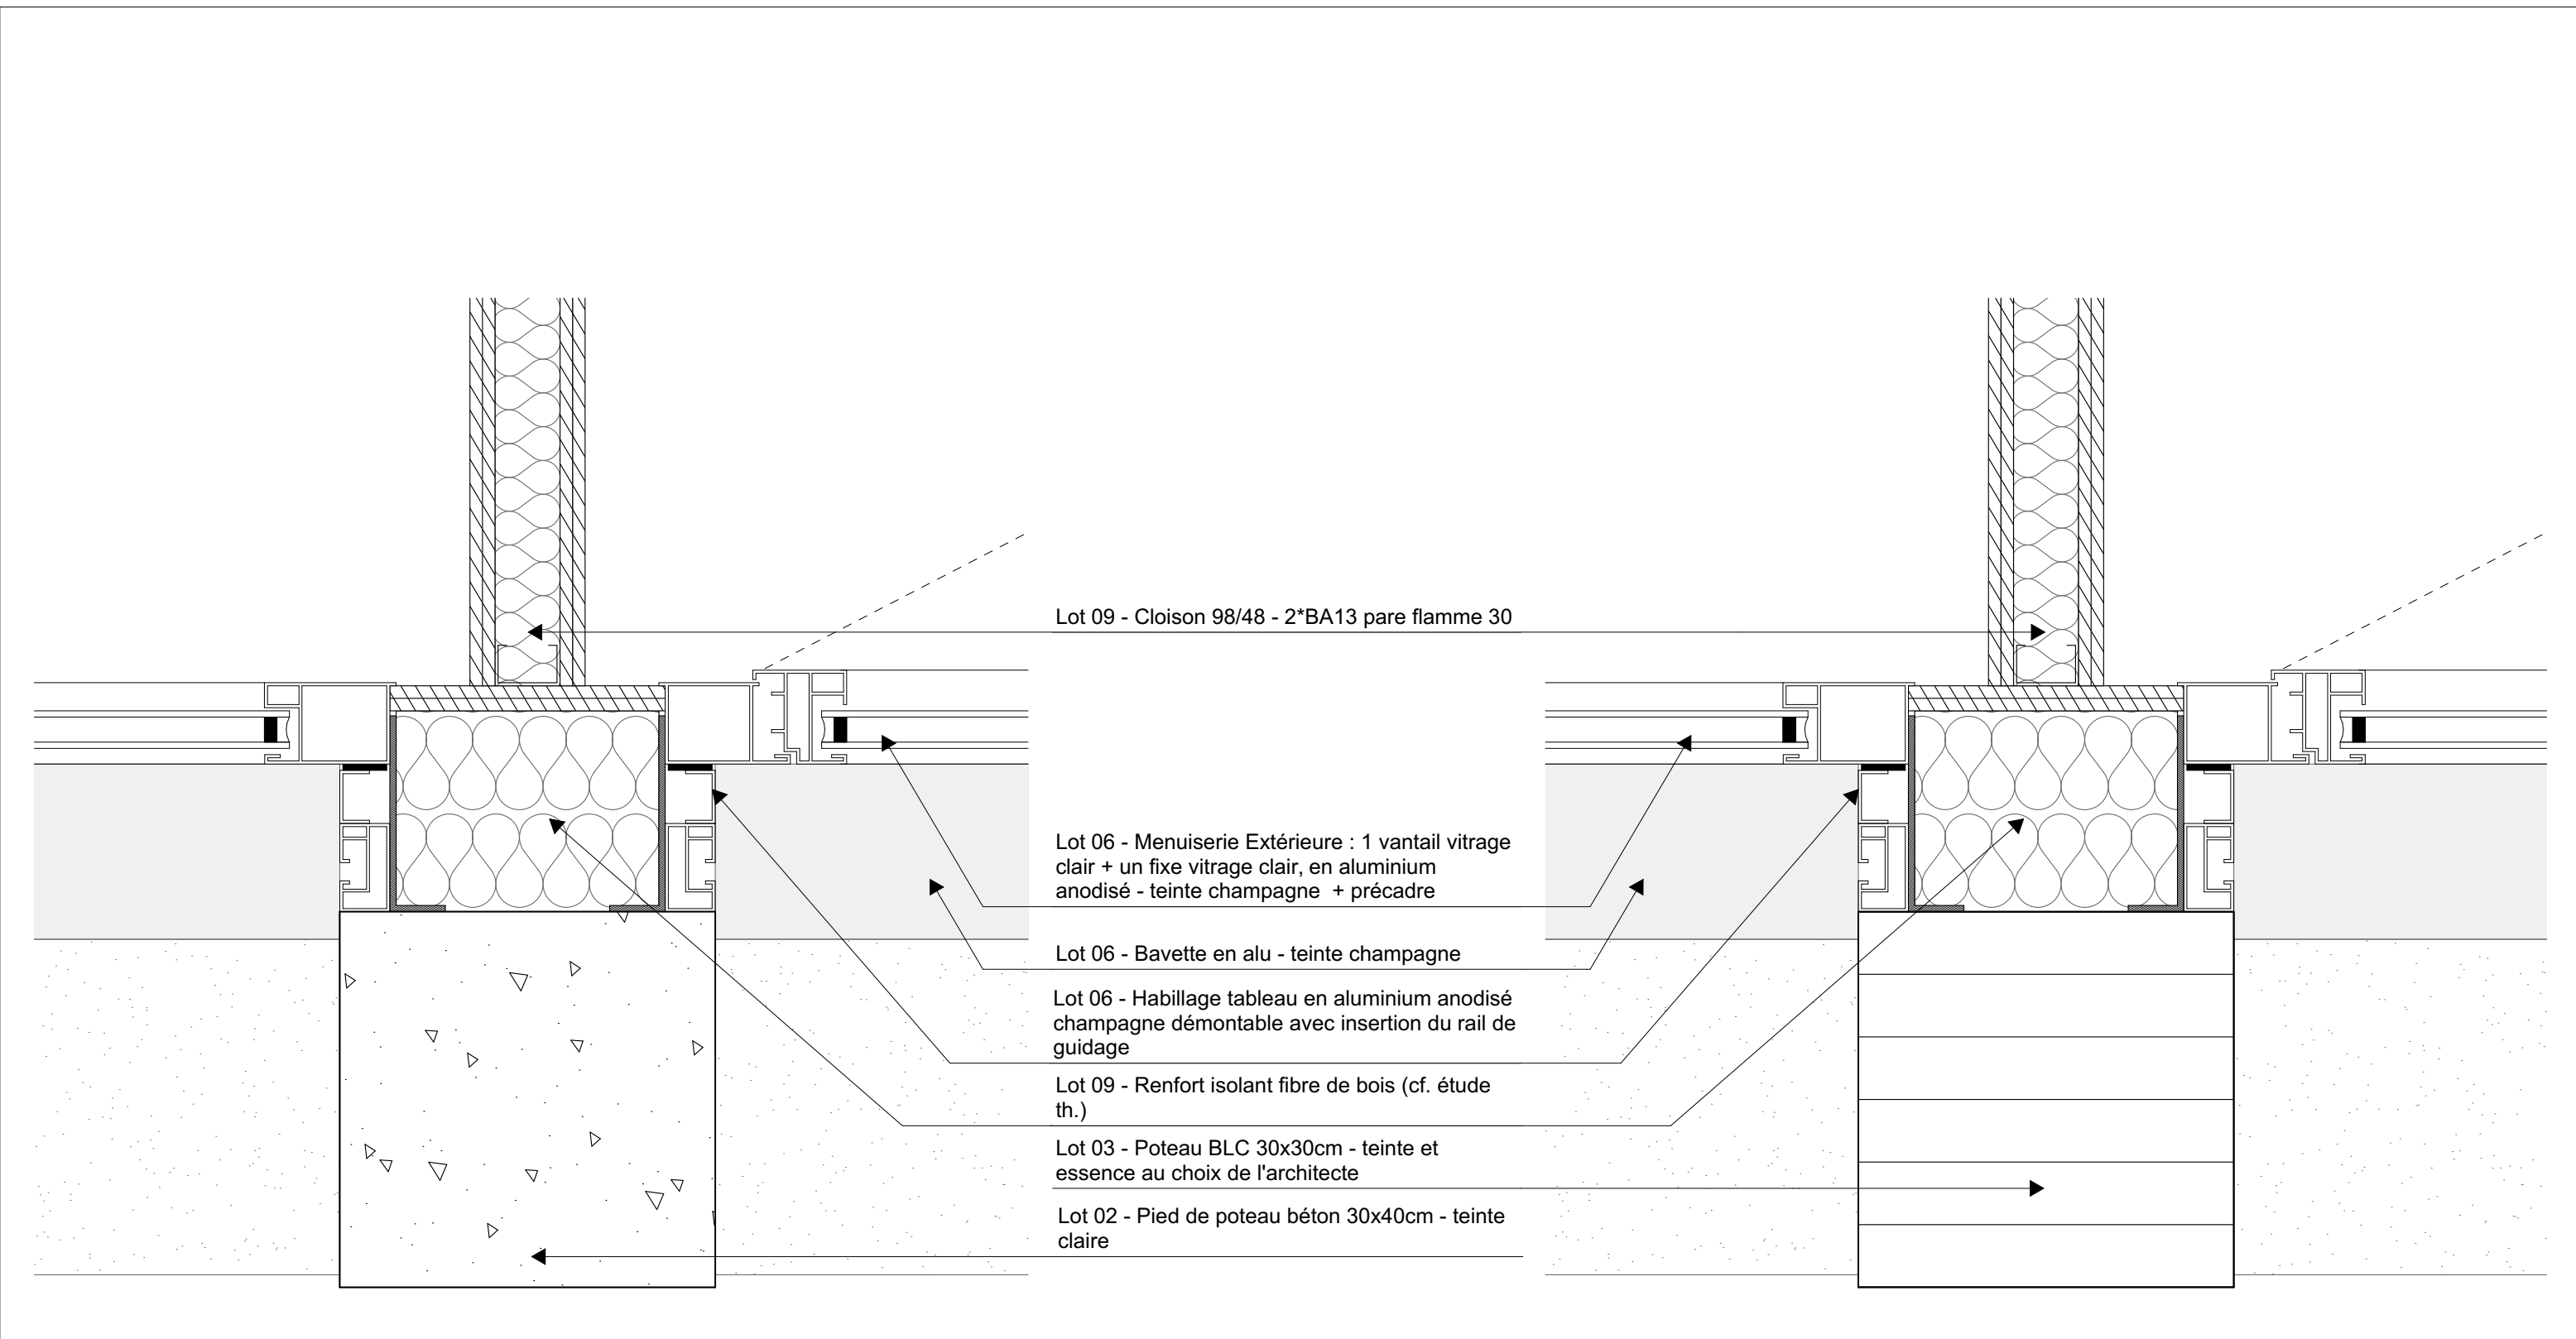 Lot 09 - Cloison 98/48 - 2*BA13 pare flamme 30
Lot 06 - Menuiserie Extérieure : 1 vantail vitrage
clair + un fixe vitrage clair, en aluminium
anodisé - teinte champagne  + précadre
Lot 06 - Bavette en alu - teinte champagne
Lot 06 - Habillage tableau en aluminium anodisé
champagne démontable avec insertion du rail de
guidage
Lot 09 - Renfort isolant fibre de bois (cf. étude
th.)
Lot 03 - Poteau BLC 30x30cm - teinte et
essence au choix de l'architecte
Lot 02 - Pied de poteau béton 30x40cm - teinte
claire